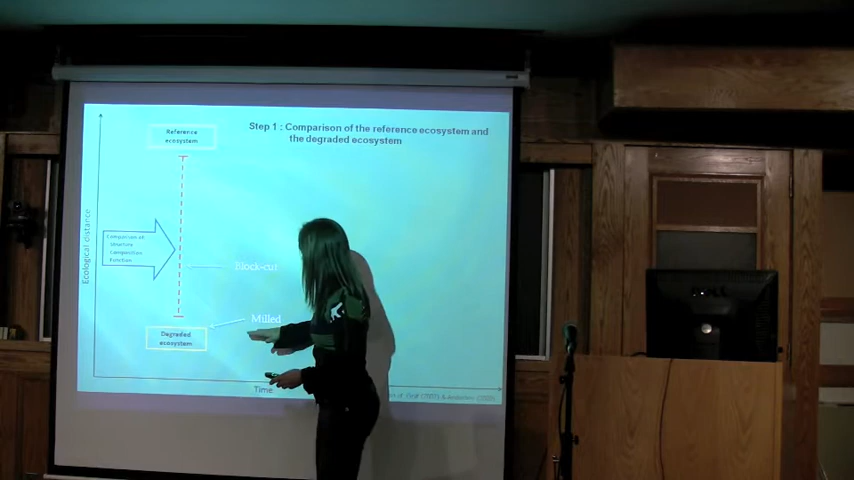 Step 1 : Comparison of the reference ecosystem and
the degraded ecosystem
Reference
ecosystem
Ecological distance
Comparison of:
Structure
Composition
Function
Block-cut
Milled
Degraded
ecosystem
Time